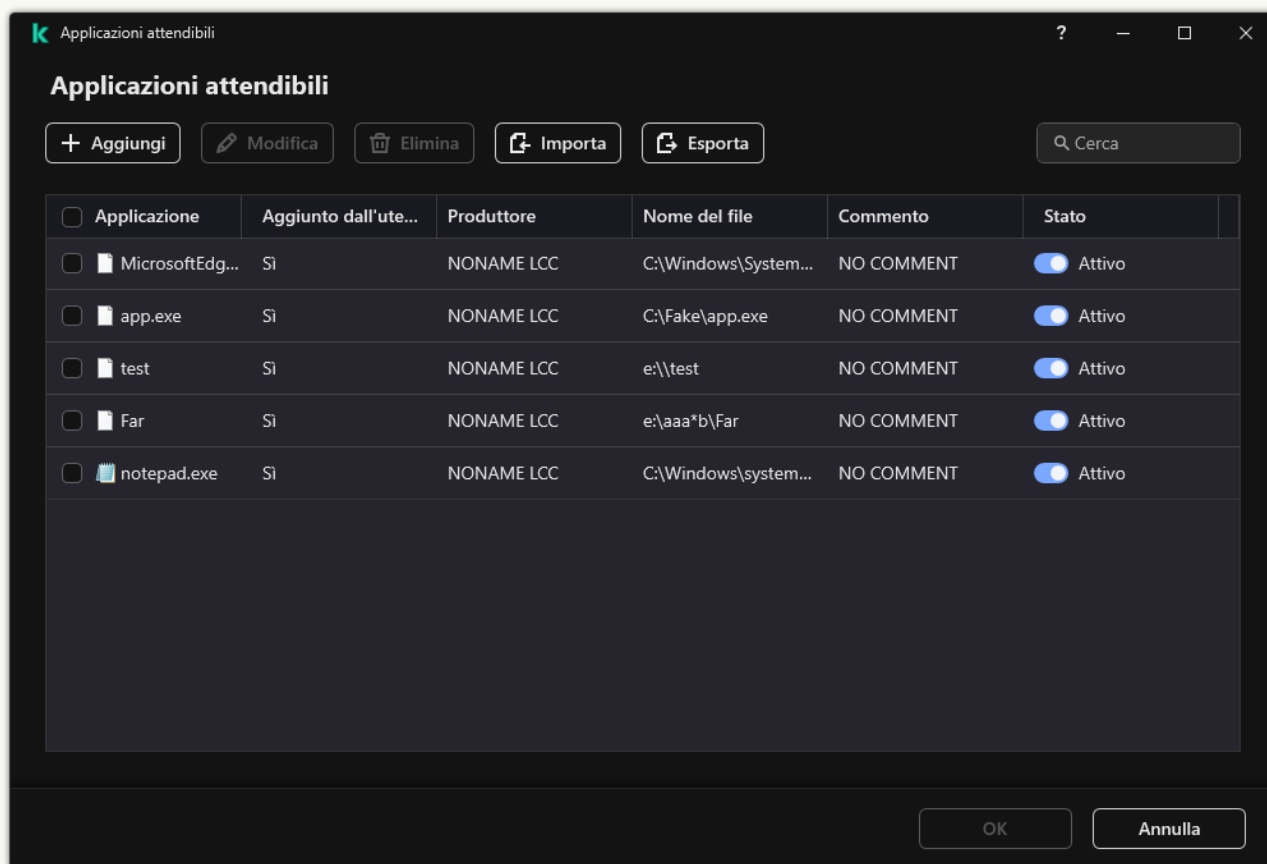 Applicazioni attendibili
?
Applicazioni attendibili
Aggiungi Modifica Elimina Importa Esporta Cerca
Applicazione Aggiunto dall'ute... Produttore Nome del file Commento Stato
MicrosoftEdg... Sì NONAME LCC C:\Windows\System... NO COMMENT Attivo
app.exe Sì NONAME LCC C:\Fake\app.exe NO COMMENT Attivo
test Sì NONAME LCC e:\\test NO COMMENT Attivo
Far Sì NONAME LCC e:\aaa*b\Far NO COMMENT Attivo
notepad.exe Sì NONAME LCC C:\Windows\system... NO COMMENT Attivo
OK Annulla